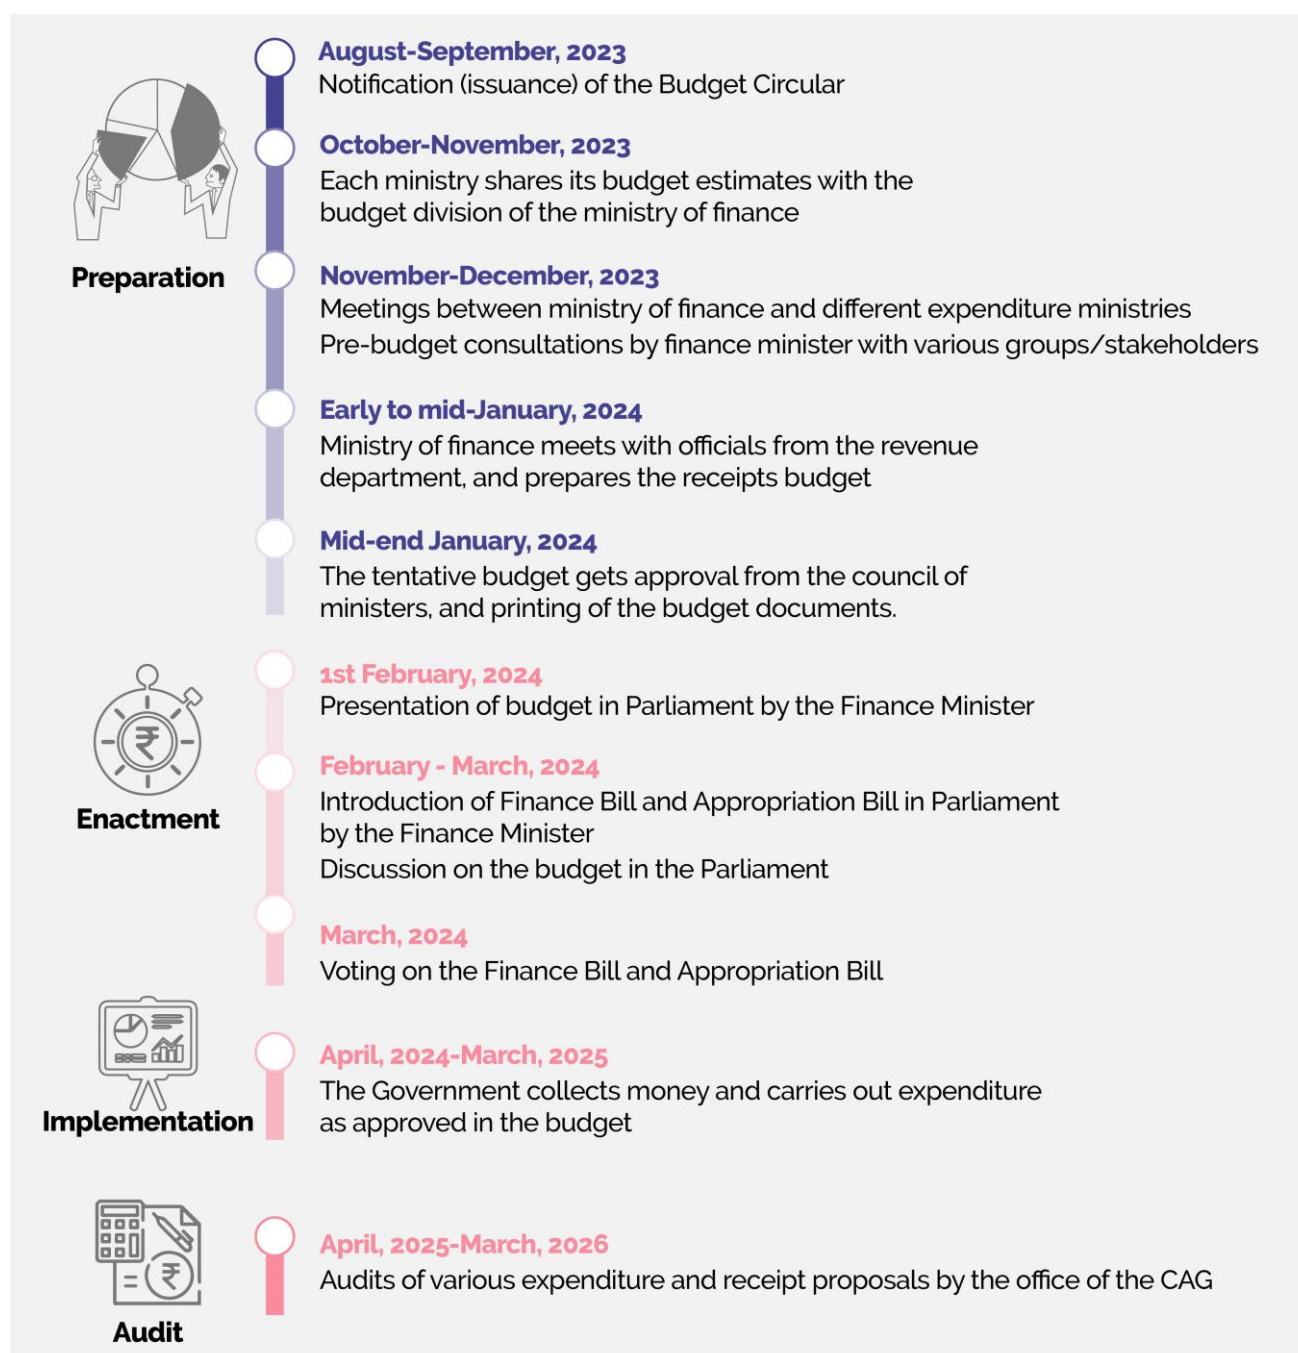 August-September, 2023
Notification (issuance) of the Budget Circular
October-November, 2023
Each ministry shares its budget estimates with the
budget division of the ministry of finance
Preparation
November-December, 2023
Meetings between ministry of finance and different expenditure ministries
Pre-budget consultations by finance minister with various groups/stakeholders
Early to mid-January, 2024
Ministry of finance meets with officials from the revenue
department, and prepares the receipts budget
Mid-end January, 2024
The tentative budget gets approval from the council of
ministers, and printing of the budget documents.
1st February, 2024
Presentation of budget in Parliament by the Finance Minister
₹
Enactment
February - March, 2024
Introduction of Finance Bill and Appropriation Bill in Parliament
by the Finance Minister
Discussion on the budget in the Parliament
March, 2024
Voting on the Finance Bill and Appropriation Bill
Implementation
April, 2024-March, 2025
The Government collects money and carries out expenditure
as approved in the budget
April, 2025-March, 2026
Audits of various expenditure and receipt proposals by the office of the CAG
= ₹
Audit